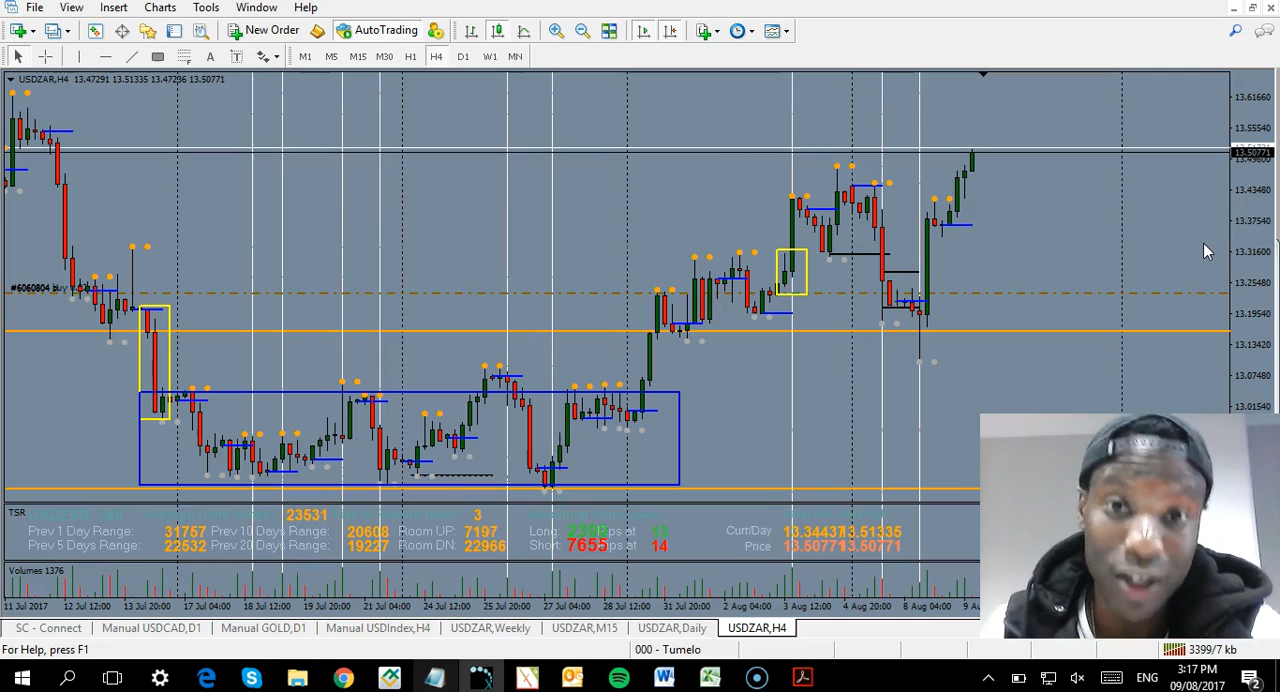 File View Insert Charts Tools Window Help
New Order AutoTrading
A T M1 M5 M15 M30 H1 H4 D1 W1 MN
USDZAR,H4 13.47291 13.51335 13.47236 13.50771
13.61660
13.55540
13.50771
13.49800
13.43480
13.37540
13.31600
#6060804 buy
13.25480
13.19540
13.13420
13.07480
13.01540
TSR 23531 3
Prev 1 Day Range: 31757 Prev 10 Days Range: 20608 Room UP: 7197 Long: at 13 Curr/Day 13.34437 13.51335
Prev 5 Days Range: 22532 Prev 20 Days Range: 19227 Room DN: 22966 Short: 7655 at 14 Price 13.50771 13.50771
Volumes 1376
11 Jul 2017 12 Jul 12:00 13 Jul 20:00 17 Jul 04:00 18 Jul 12:00 19 Jul 20:00 21 Jul 04:00 24 Jul 12:00 25 Jul 20:00 27 Jul 04:00 28 Jul 12:00 31 Jul 20:00 2 Aug 04:00 3 Aug 12:00 4 Aug 20:00 8 Aug 04:00 9 Au
SC - Connect Manual USDCAD,D1 Manual GOLD,D1 Manual USDIndex,H4 USDZAR,Weekly USDZAR,M15 USDZAR,Daily USDZAR,H4
For Help, press F1 000 - Tumelo 3399/7 kb
ENG 3:17 PM
09/08/2017 2